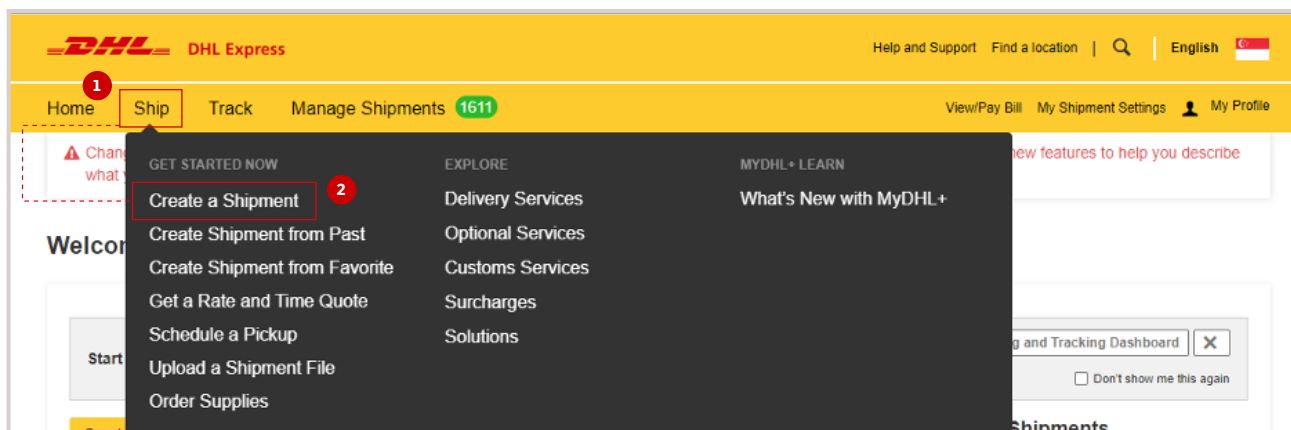 DHL DHL Express
Help and Support Find a location | English
1
Home Ship Track Manage Shipments 1611
View/Pay Bill My Shipment Settings My Profile
new features to help you describe
what
GET STARTED NOW
Create a Shipment 2
Create Shipment from Past
Create Shipment from Favorite
Get a Rate and Time Quote
Schedule a Pickup
Upload a Shipment File
Order Supplies
EXPLORE
Delivery Services
Optional Services
Customs Services
Surcharges
Solutions
MYDHL+ LEARN
What's New with MyDHL+
Start
g and Tracking Dashboard
Don't show me this again
Shipments